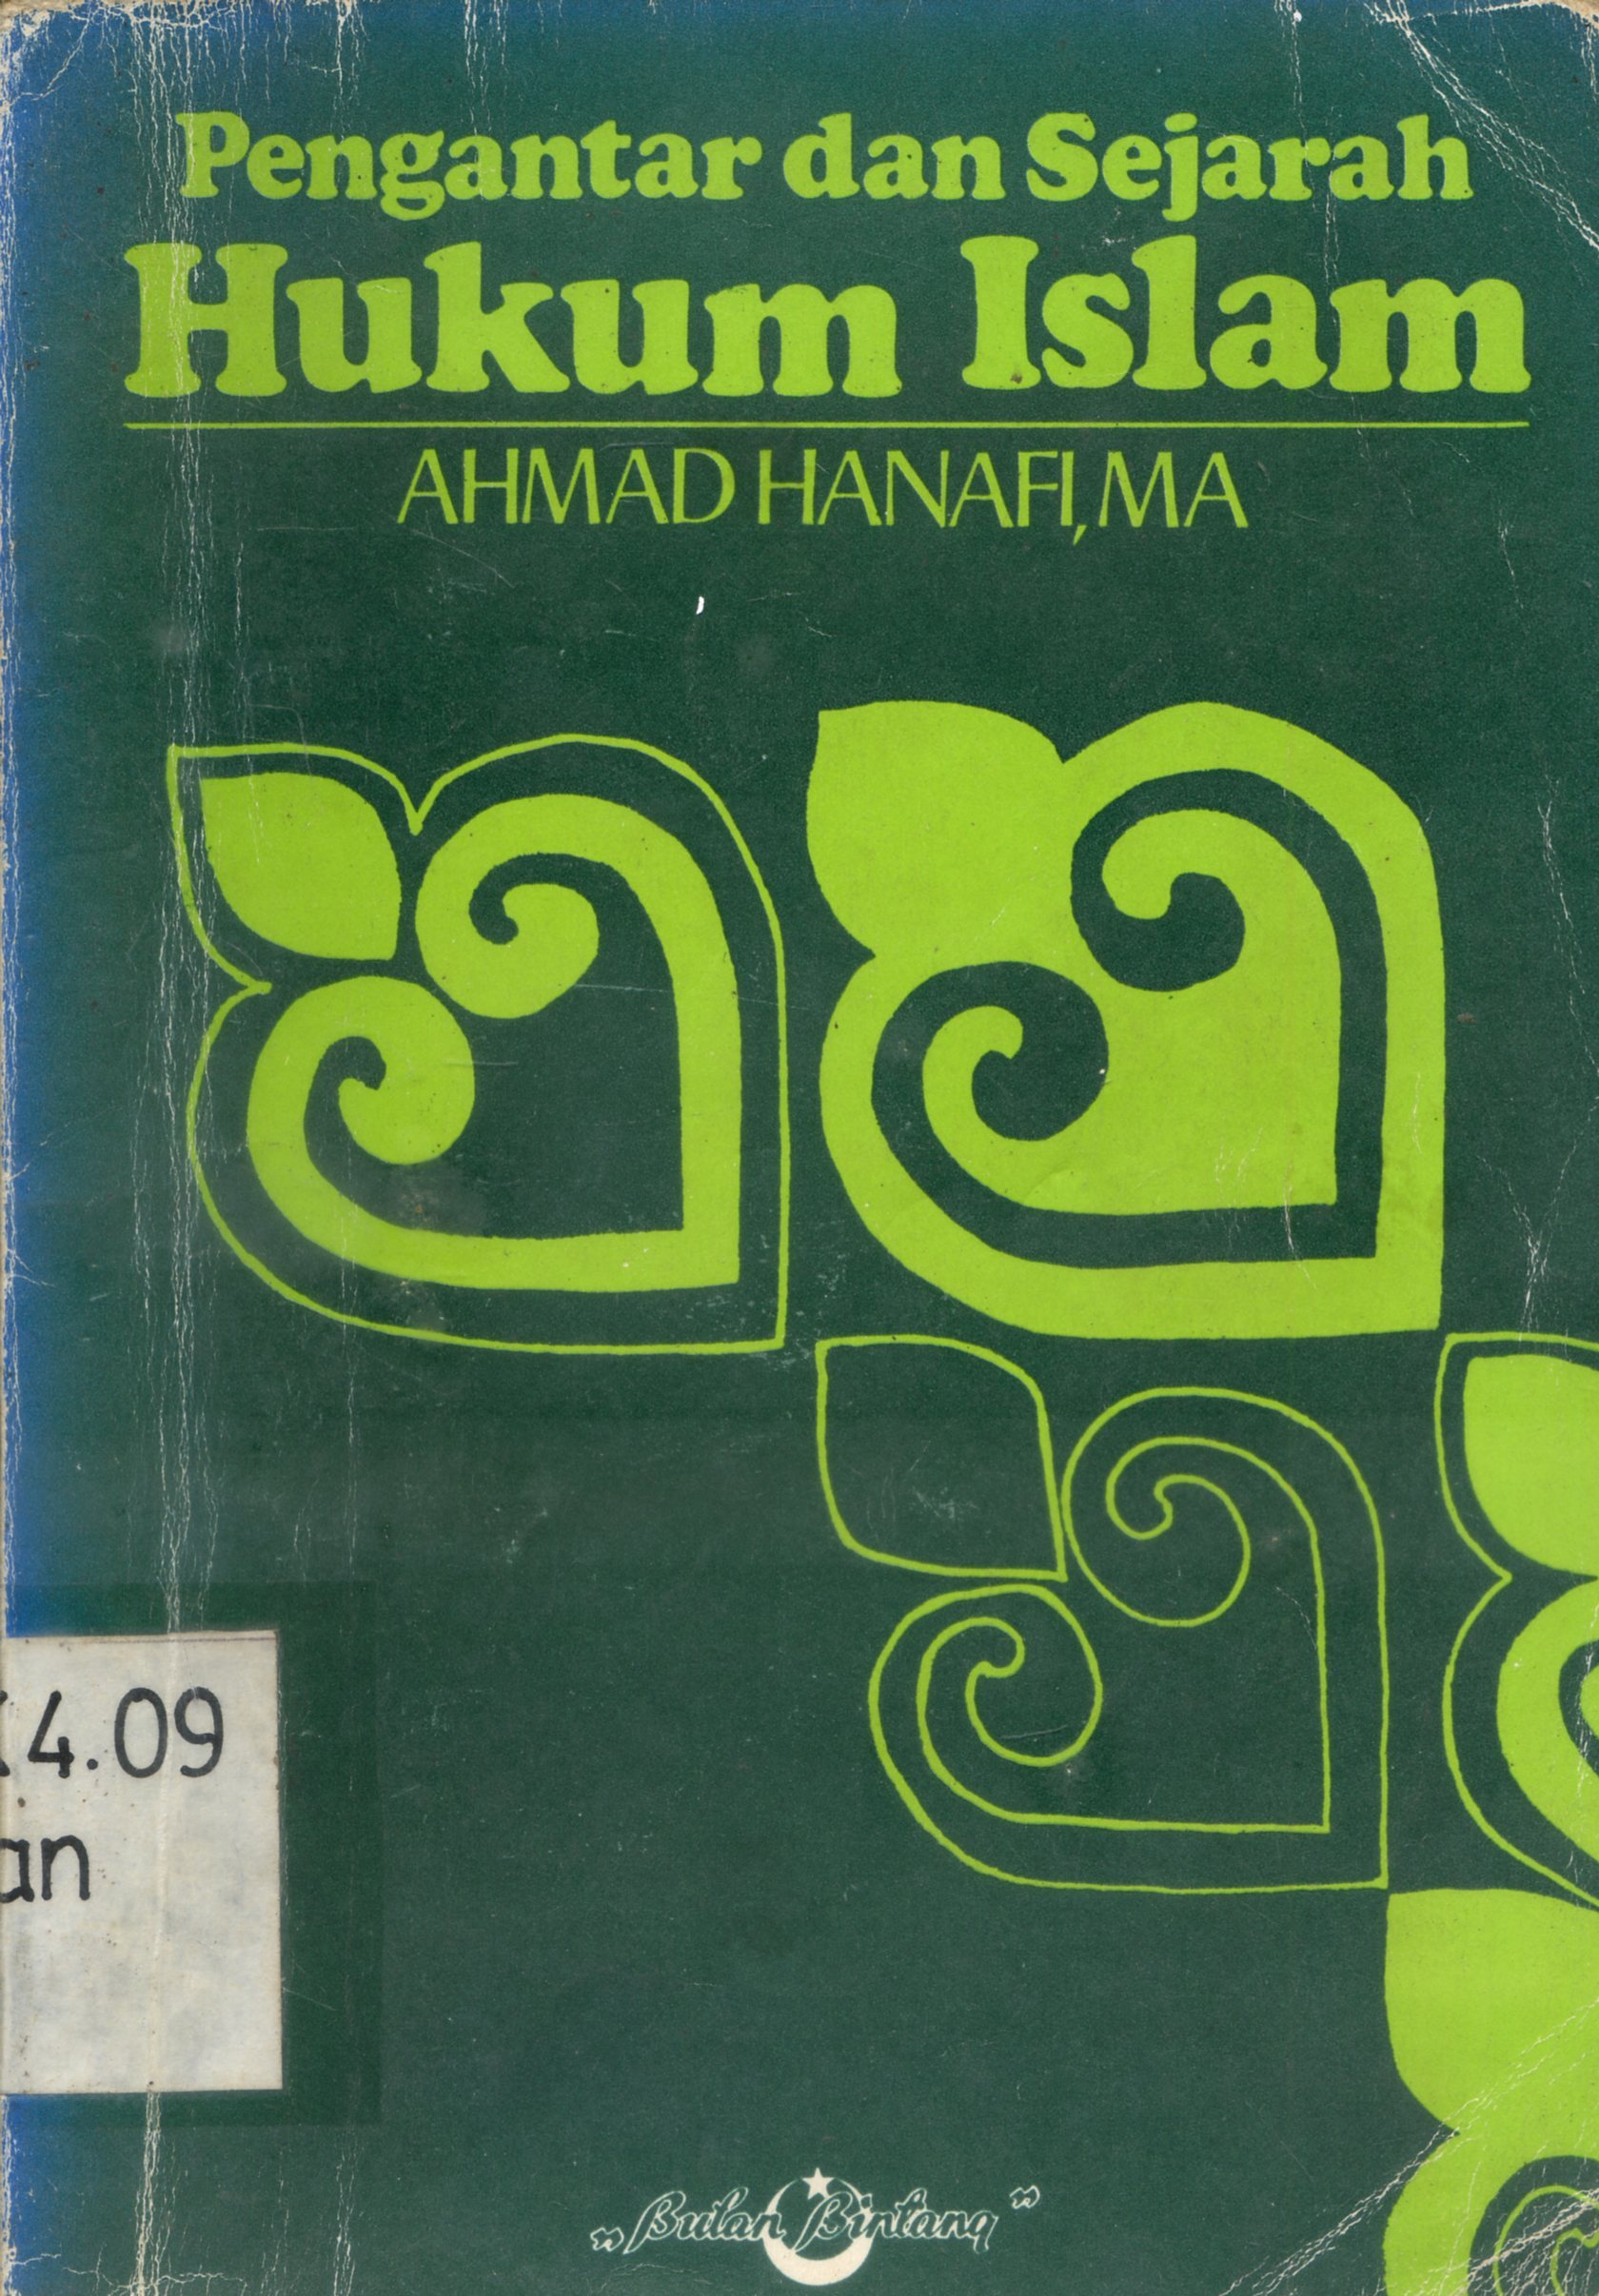 Pengantar dan Sejarah
Hukum Islam
AHMAD HANAFI, MA
4.09
an
„Bulan Bintang”